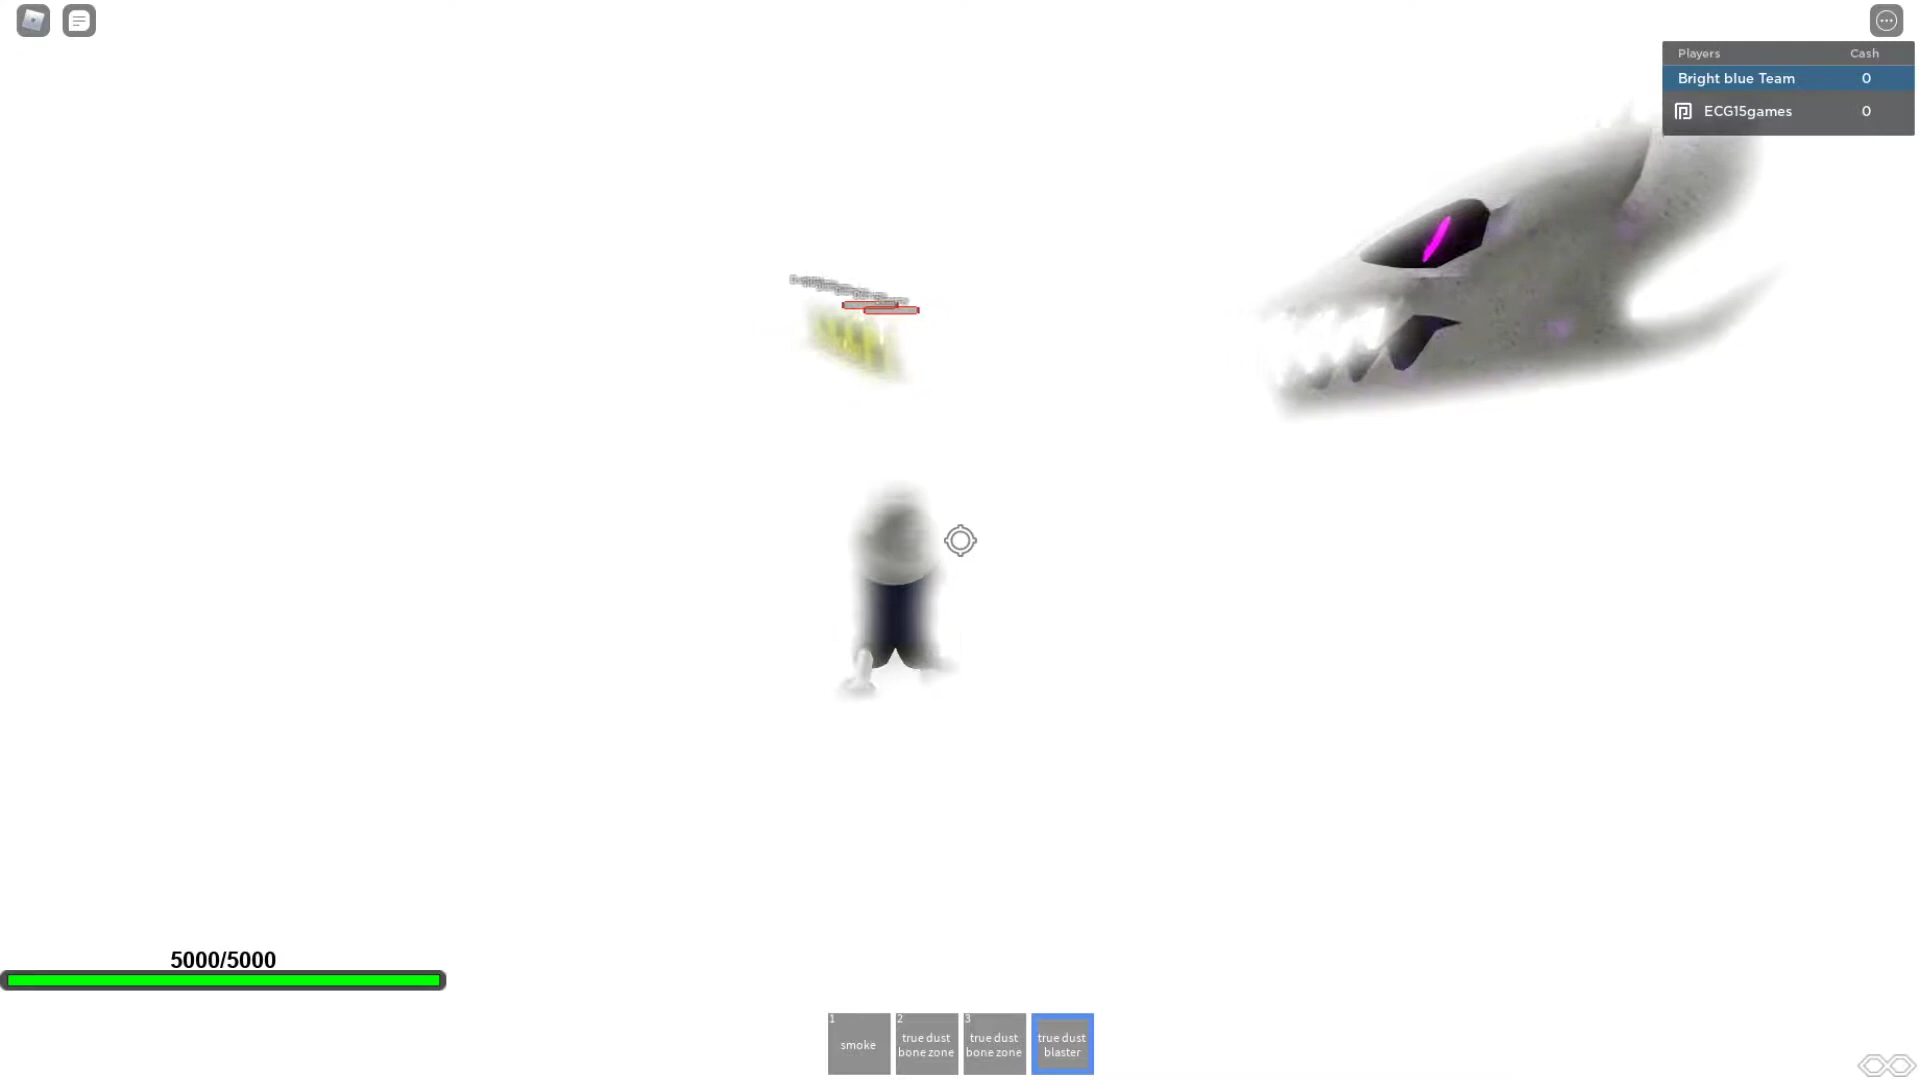 Players Cash
Bright blue Team 0
ECG15games 0
5000/5000
1
smoke
2
true dust
bone zone
3
true dust
bone zone
true dust
blaster